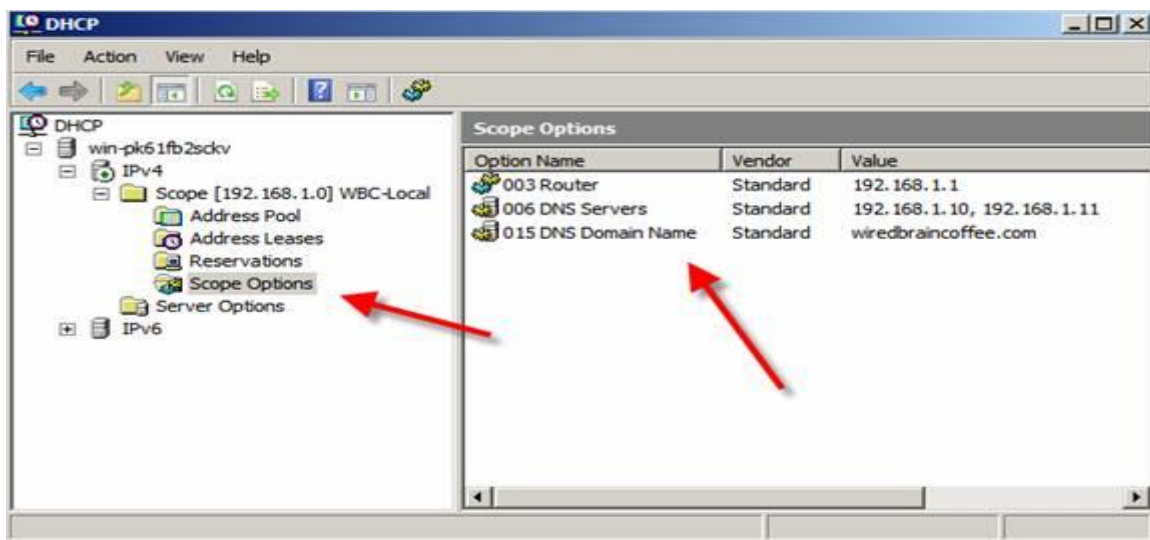 DHCP
File Action View Help
DHCP
win-pk61fb2sckv
IPv4
Scope [192.168.1.0] WBC-Local
Address Pool
Address Leases
Reservations
Scope Options
Server Options
IPv6
Scope Options
Option Name Vendor Value
003 Router Standard 192.168.1.1
006 DNS Servers Standard 192.168.1.10, 192.168.1.11
015 DNS Domain Name Standard wiredbraincoffee.com